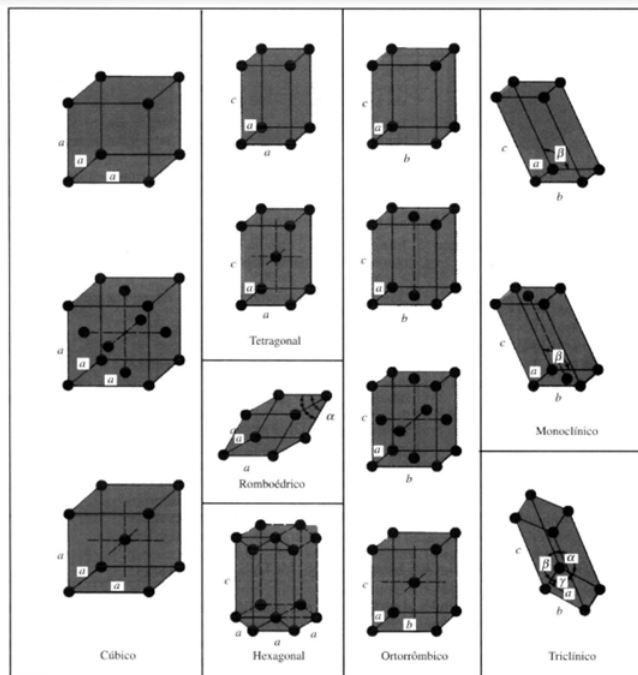 a
a
a
a
a
a
a
a
a
Cúbico
c
a
a
c
a
a
Tetragonal
α
a
a
a
Romboédrico
c
a a
a
Hexagonal
c
a
b
c
a
b
c
a
b
c
a b
Ortorrômbico
c a β
b
c a β
b
Monoclínico
c
β α
γ
a
b
Triclínico